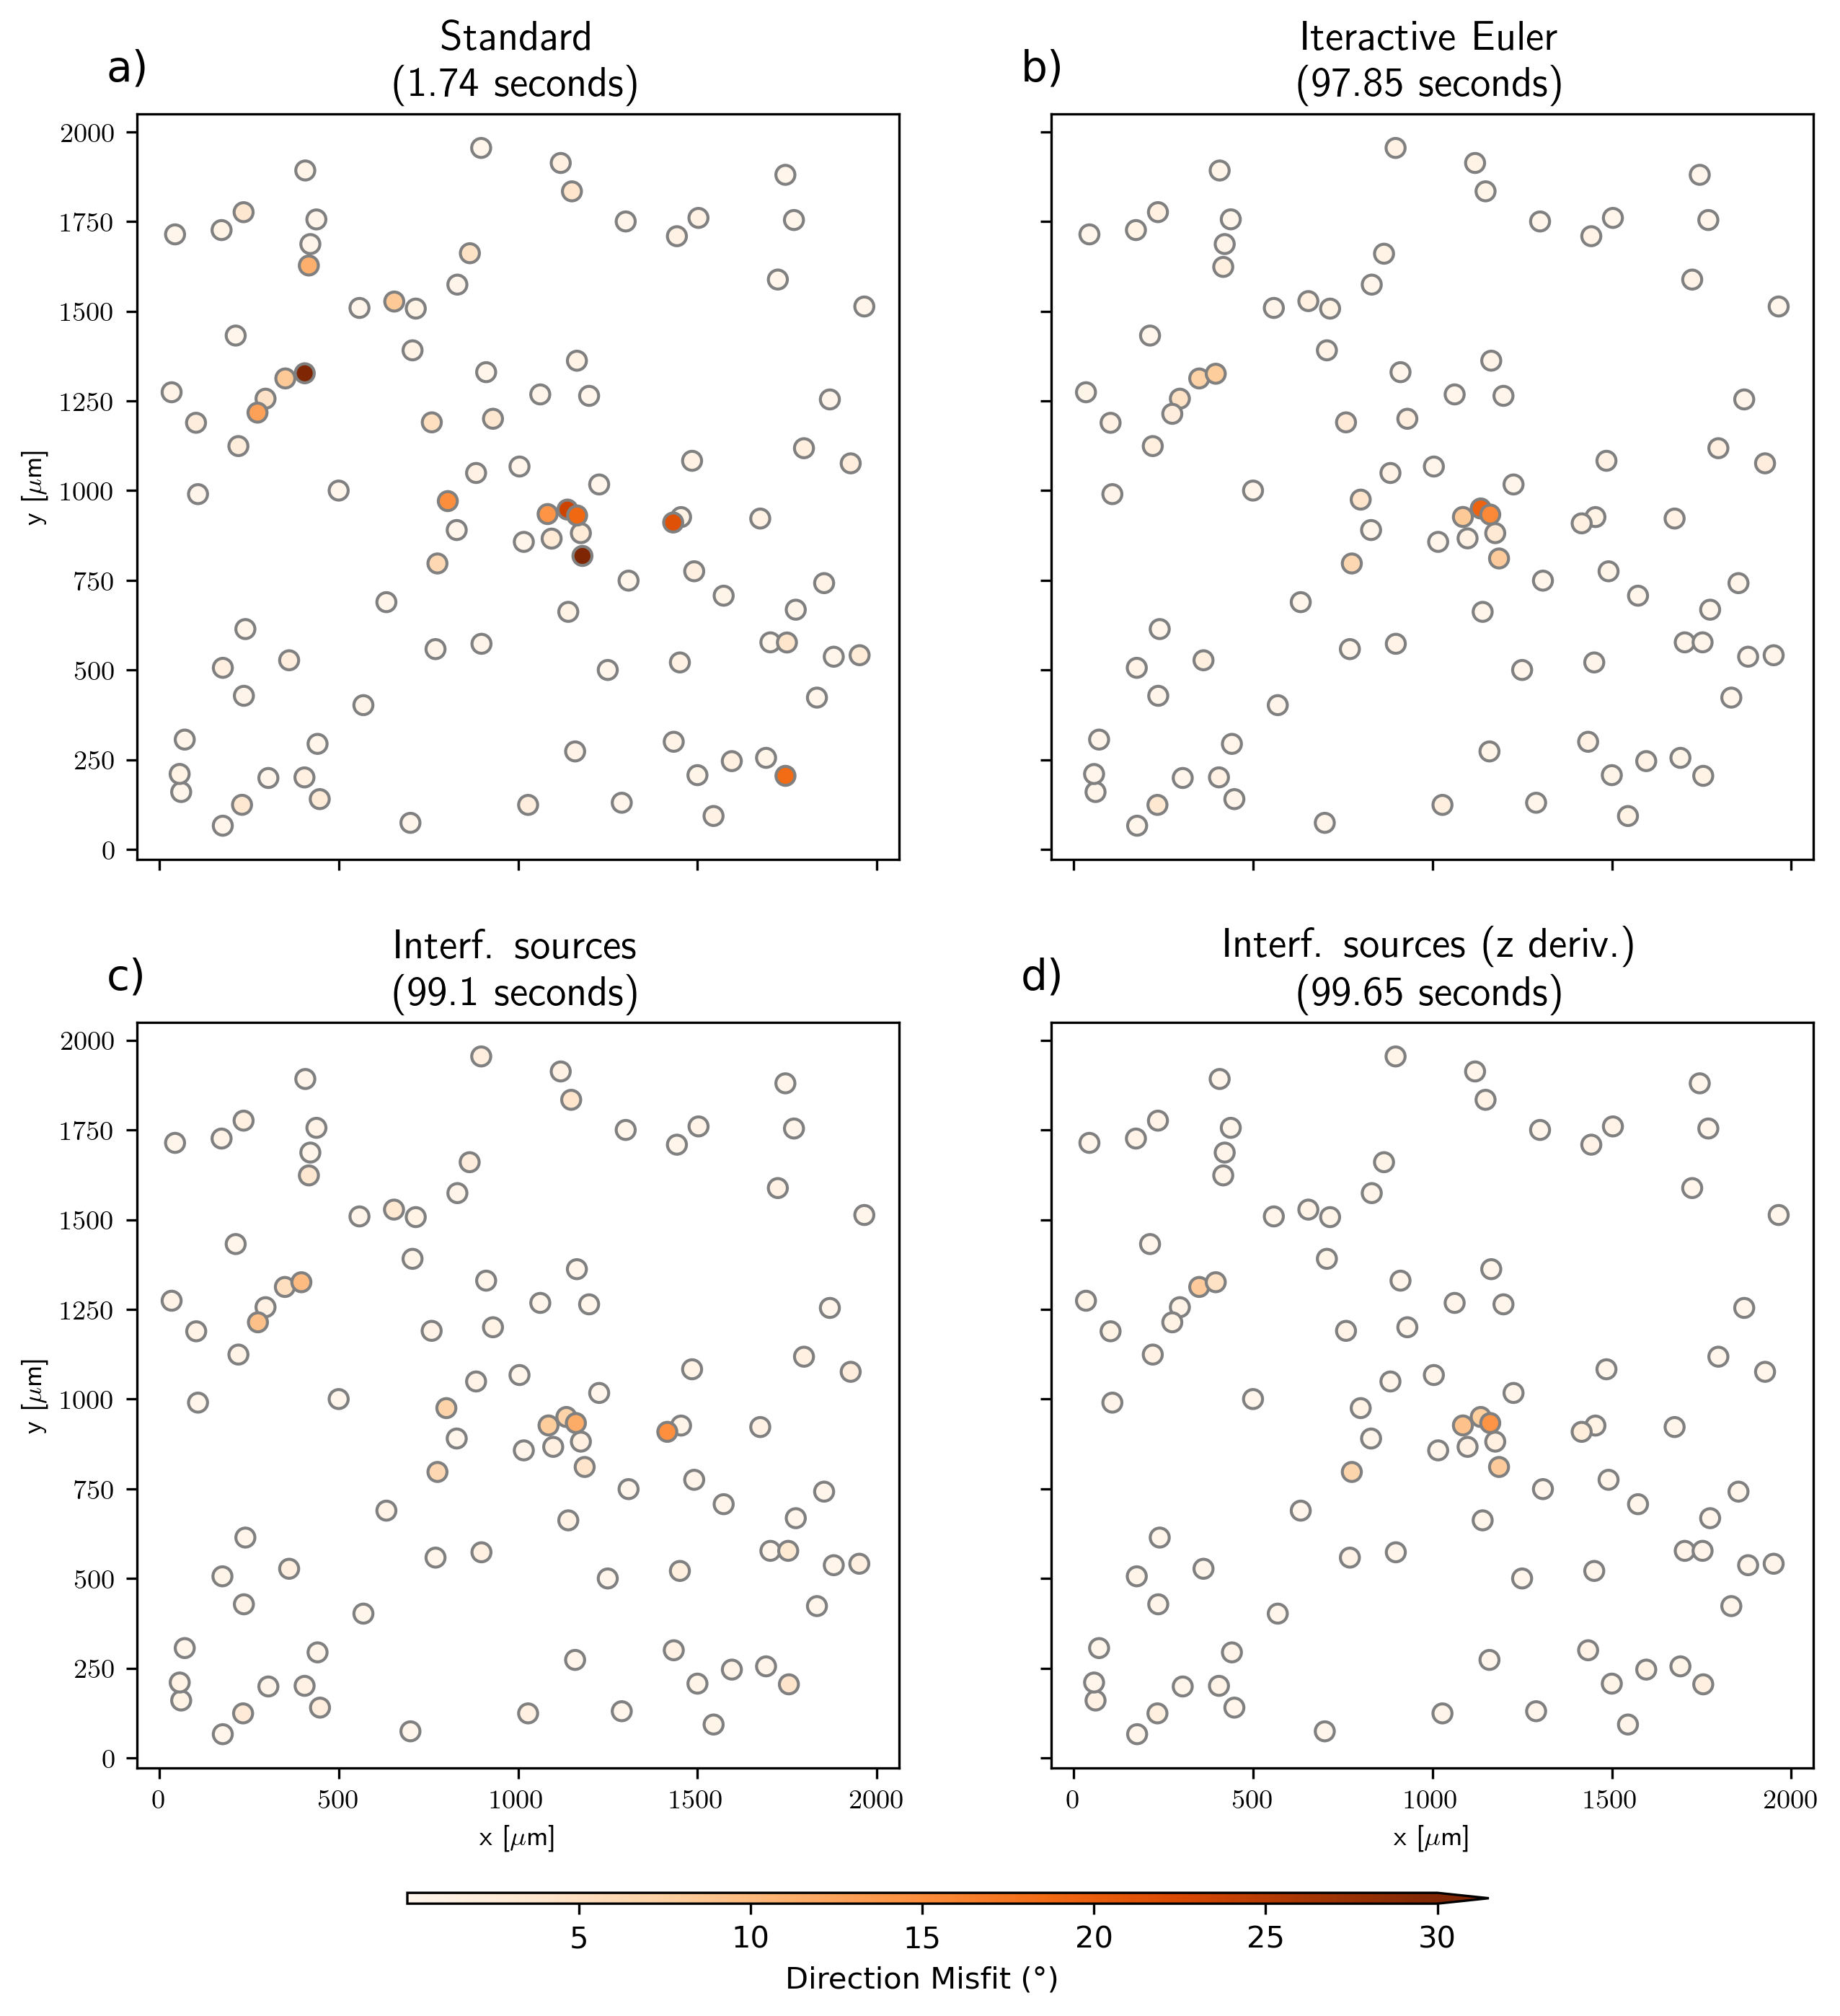 a)
Standard
(1.74 seconds)
b)
Iteractive Euler
(97.85 seconds)
2000
1750
1500
1250
1000
750
500
250
0
y [μm]
c)
Interf. sources
(99.1 seconds)
d)
Interf. sources (z deriv.)
(99.65 seconds)
2000
1750
1500
1250
1000
750
500
250
0
y [μm]
0 500 1000 1500 2000
x [μm]
0 500 1000 1500 2000
x [μm]
5 10 15 20 25 30
Direction Misfit (°)